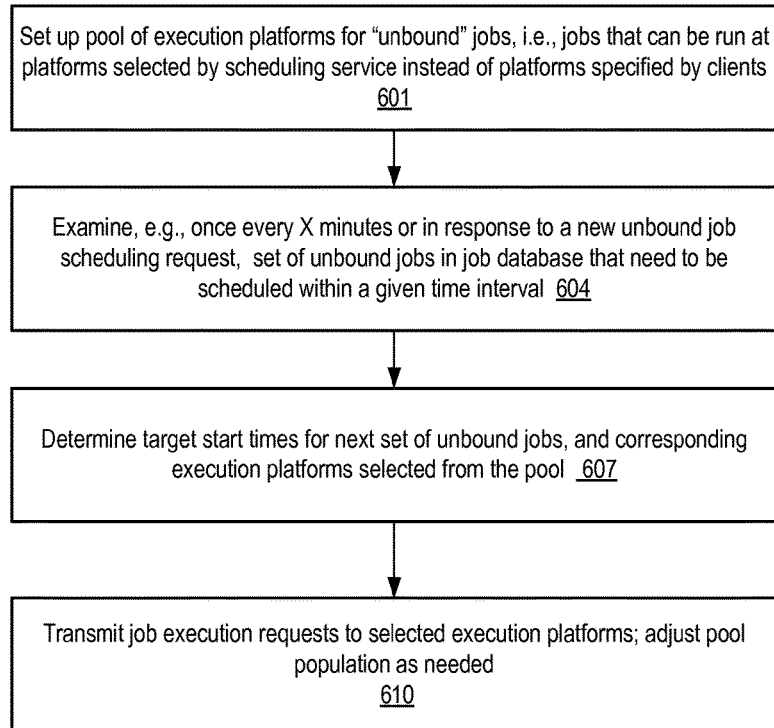 Set up pool of execution platforms for “unbound” jobs, i.e., jobs that can be run at
platforms selected by scheduling service instead of platforms specified by clients
601
Examine, e.g., once every X minutes or in response to a new unbound job
scheduling request, set of unbound jobs in job database that need to be
scheduled within a given time interval 604
Determine target start times for next set of unbound jobs, and corresponding
execution platforms selected from the pool 607
Transmit job execution requests to selected execution platforms; adjust pool
population as needed
610